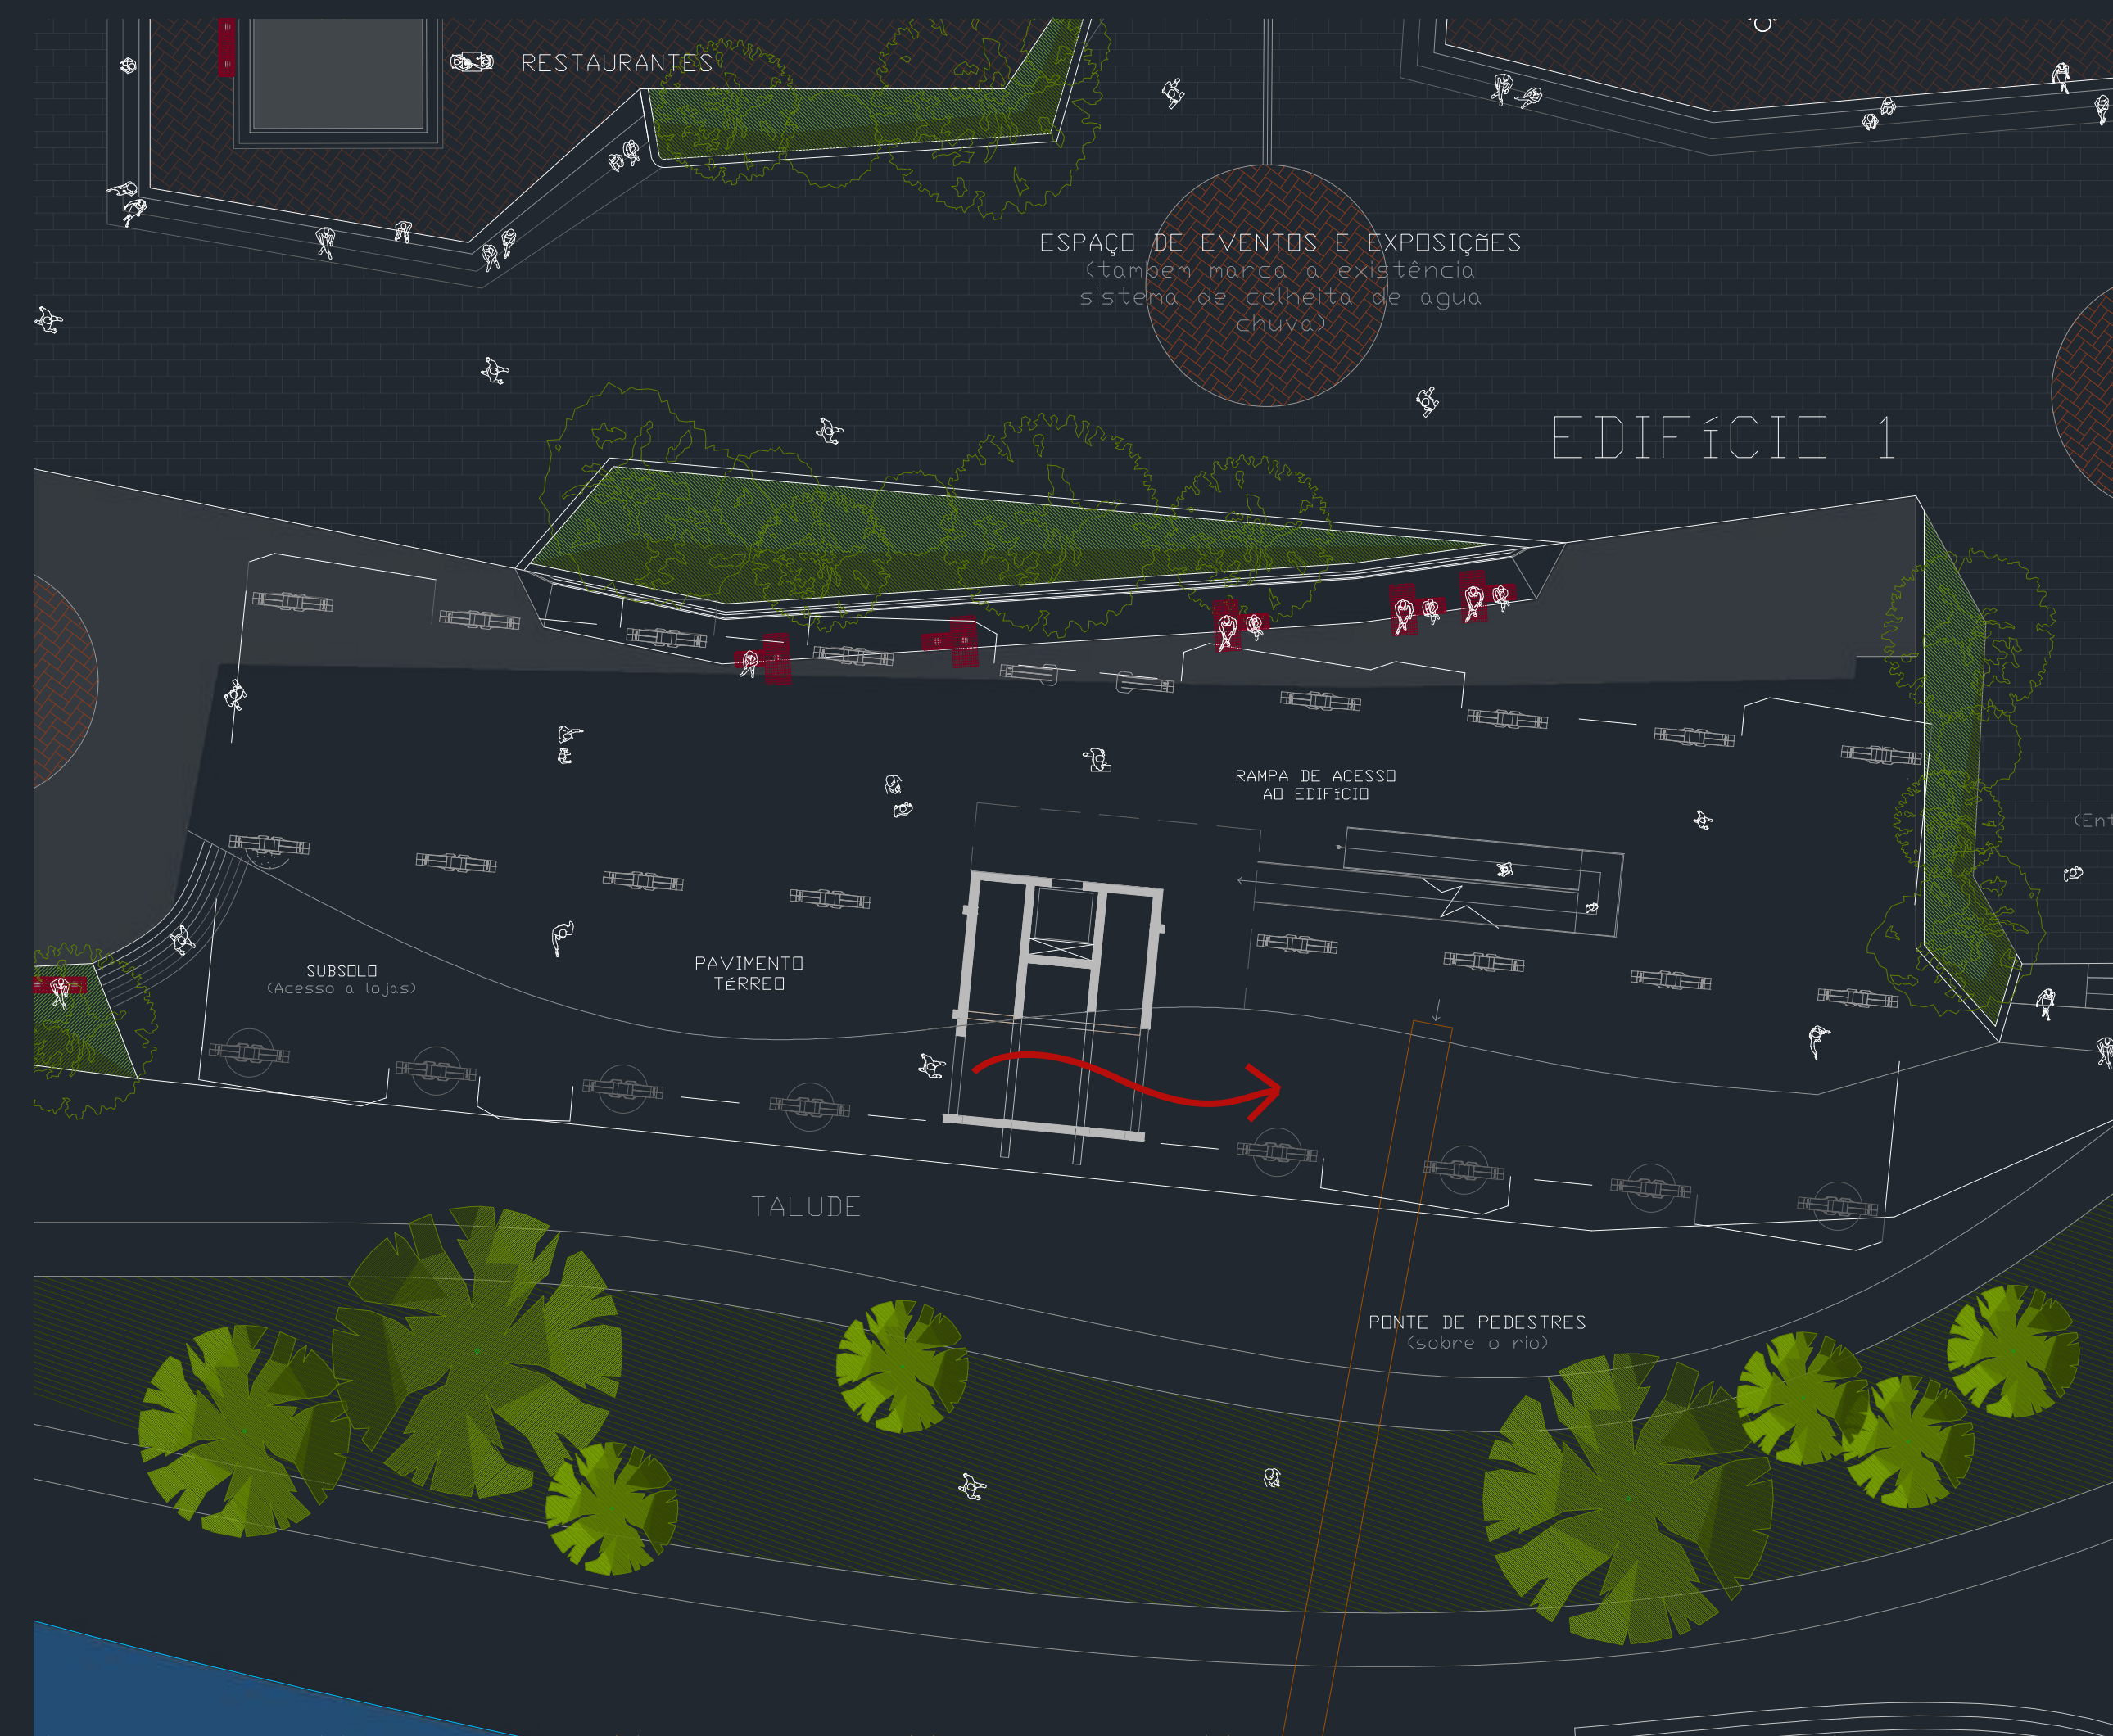 RESTAURANTES
ESPAÇO DE EVENTOS E EXPOSIÇÕES
(tambem marca a existência
sistema de colheita de agua
chuva)
EDIFíCIO 1
RAMPA DE ACESSO
AO EDIFíCIO
(Ent
PAVIMENTO
TÉRREO
SUBSOLO
(Acesso a lojas)
TALUDE
PONTE DE PEDESTRES
(sobre o rio)